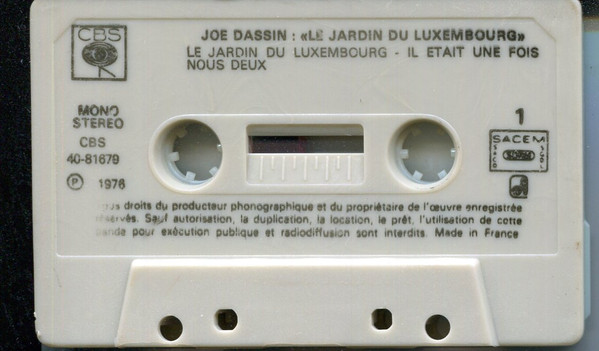 CBS
JOE DASSIN : «LE JARDIN DU LUXEMBOURG»
LE JARDIN DU LUXEMBOURG - IL ETAIT UNE FOIS
NOUS DEUX
MONO
STEREO
CBS
40-81679
℗ 1976
1
SACEM
droits du producteur phonographique et du propriétaire de l'œuvre enregistrée
réservés. Sauf autorisation, la duplication, la location, le prêt, l'utilisation de cette
bande pour exécution publique et radiodiffusion sont interdits. Made in France